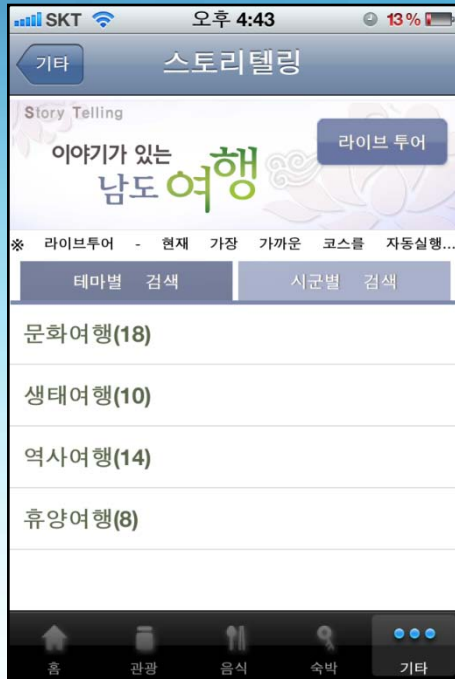 SKT 오후 4:43 13%
기타 스토리텔링
Story Telling
이야기가 있는
남도 여행
라이브 투어
※ 라이브투어 - 현재 가장 가까운 코스를 자동실행...
테마별 검색 시군별 검색
문화여행(18)
생태여행(10)
역사여행(14)
휴양여행(8)
홈 관광 음식 숙박 기타